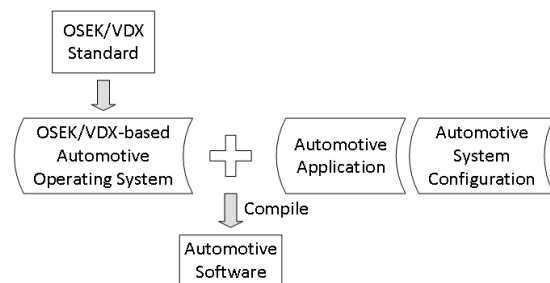 OSEK/VDX
Standard
OSEK/VDX-based
Automotive
Operating System
Automotive
Application
Automotive
System
Configuration
Compile
Automotive
Software